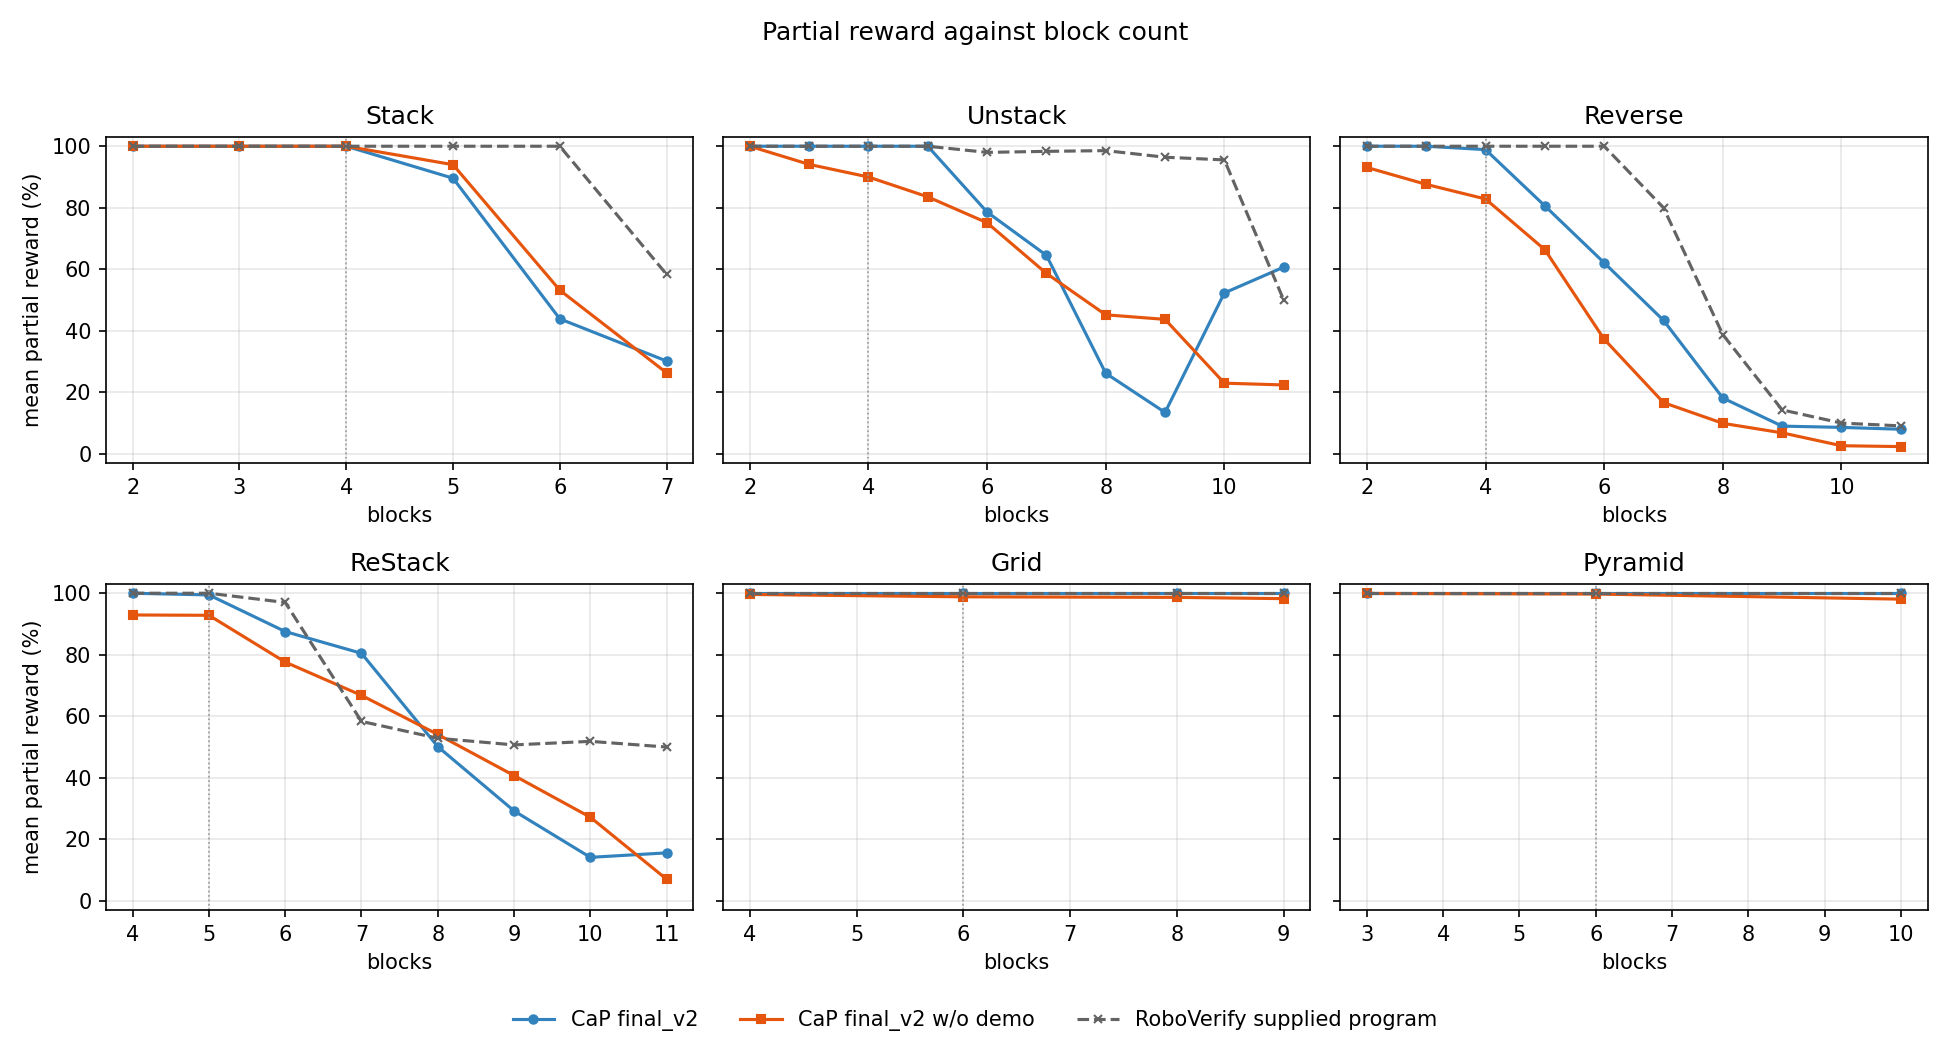 Partial reward against block count
Stack
Unstack
Reverse
mean partial reward (%)
100
80
60
40
20
0
2 3 4 5 6 7
2 4 6 8 10
2 4 6 8 10
blocks
blocks
blocks
ReStack
Grid
Pyramid
mean partial reward (%)
100
80
60
40
20
0
4 5 6 7 8 9 10 11
4 5 6 7 8 9
3 4 5 6 7 8 9 10
blocks
blocks
blocks
CaP final_v2
CaP final_v2 w/o demo
RoboVerify supplied program